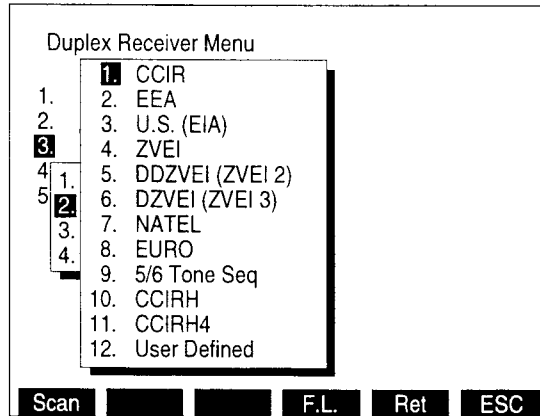 Duplex Receiver Menu
1.
2.
3.
4
5
1.
2.
3.
4.
1. CCIR
2. EEA
3. U.S. (EIA)
4. ZVEI
5. DDZVEI (ZVEI 2)
6. DZVEI (ZVEI 3)
7. NATEL
8. EURO
9. 5/6 Tone Seq
10. CCIRH
11. CCIRH4
12. User Defined
Scan F.L. Ret ESC